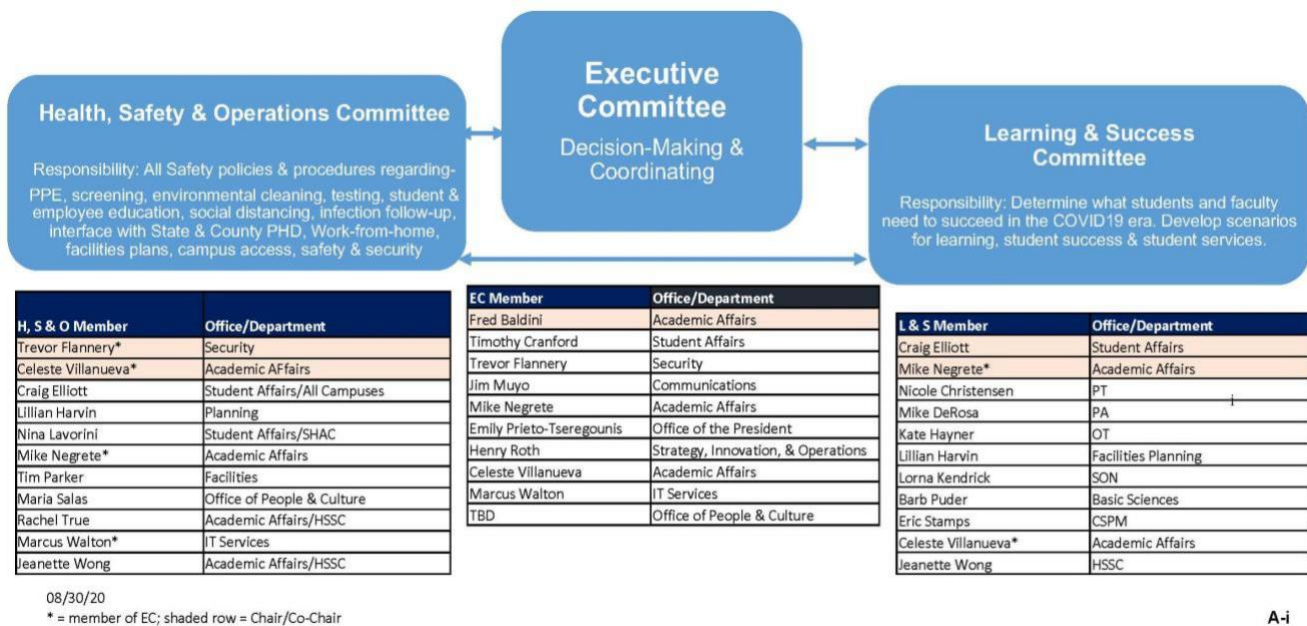 Executive
Committee
Decision-Making &
Coordinating
Health, Safety & Operations Committee
Responsibility: All Safety policies & procedures regarding-
PPE, screening, environmental cleaning, testing, student &
employee education, social distancing, infection follow-up,
interface with State & County PHD, Work-from-home,
facilities plans, campus access, safety & security
Learning & Success
Committee
Responsibility: Determine what students and faculty
need to succeed in the COVID19 era. Develop scenarios
for learning, student success & student services.
H, S & O Member Office/Department
Trevor Flannery* Security
Celeste Villanueva* Academic AFfairs
Craig Elliott Student Affairs/All Campuses
Lillian Harvin Planning
Nina Lavorini Student Affairs/SHAC
Mike Negrete* Academic Affairs
Tim Parker Facilities
Maria Salas Office of People & Culture
Rachel True Academic Affairs/HSSC
Marcus Walton* IT Services
Jeanette Wong Academic Affairs/HSSC
EC Member Office/Department
Fred Baldini Academic Affairs
Timothy Cranford Student Affairs
Trevor Flannery Security
Jim Muyo Communications
Mike Negrete Academic Affairs
Emily Prieto-Tseregounis Office of the President
Henry Roth Strategy, Innovation, & Operations
Celeste Villanueva Academic Affairs
Marcus Walton IT Services
TBD Office of People & Culture
L & S Member Office/Department
Craig Elliott Student Affairs
Mike Negrete* Academic Affairs
Nicole Christensen PT
i
Mike DeRosa PA
Kate Hayner OT
Lillian Harvin Facilities Planning
Lorna Kendrick SON
Barb Puder Basic Sciences
Eric Stamps CSPM
Celeste Villanueva* Academic Affairs
Jeanette Wong HSSC
08/30/20
* = member of EC; shaded row = Chair/Co-Chair
A-i